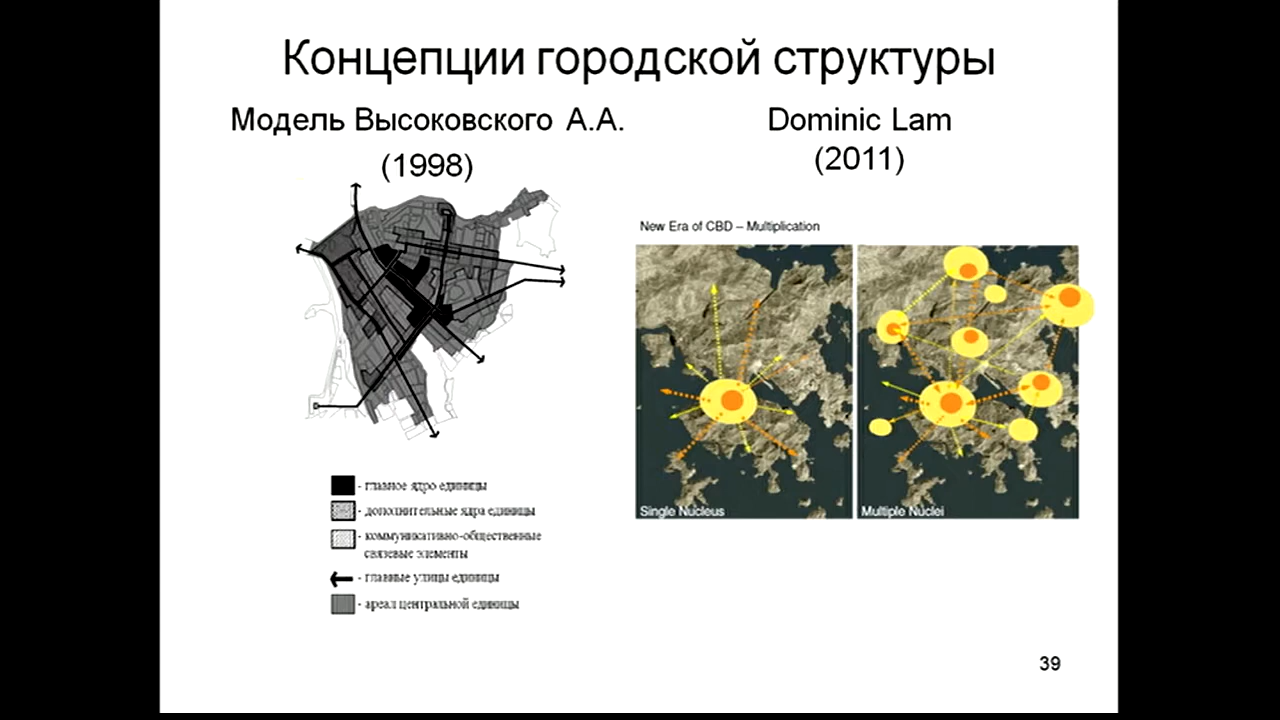 Концепции городской структуры
Модель Высоковского А.А.
(1998)
Dominic Lam
(2011)
New Era of CBD – Multiplication
Single Nucleus
Multiple Nuclei
- главное ядро единицы
- дополнительные ядра единицы
- коммуникативно-общественные
связевые элементы
- главные улицы единицы
- ареал центральной единицы
39